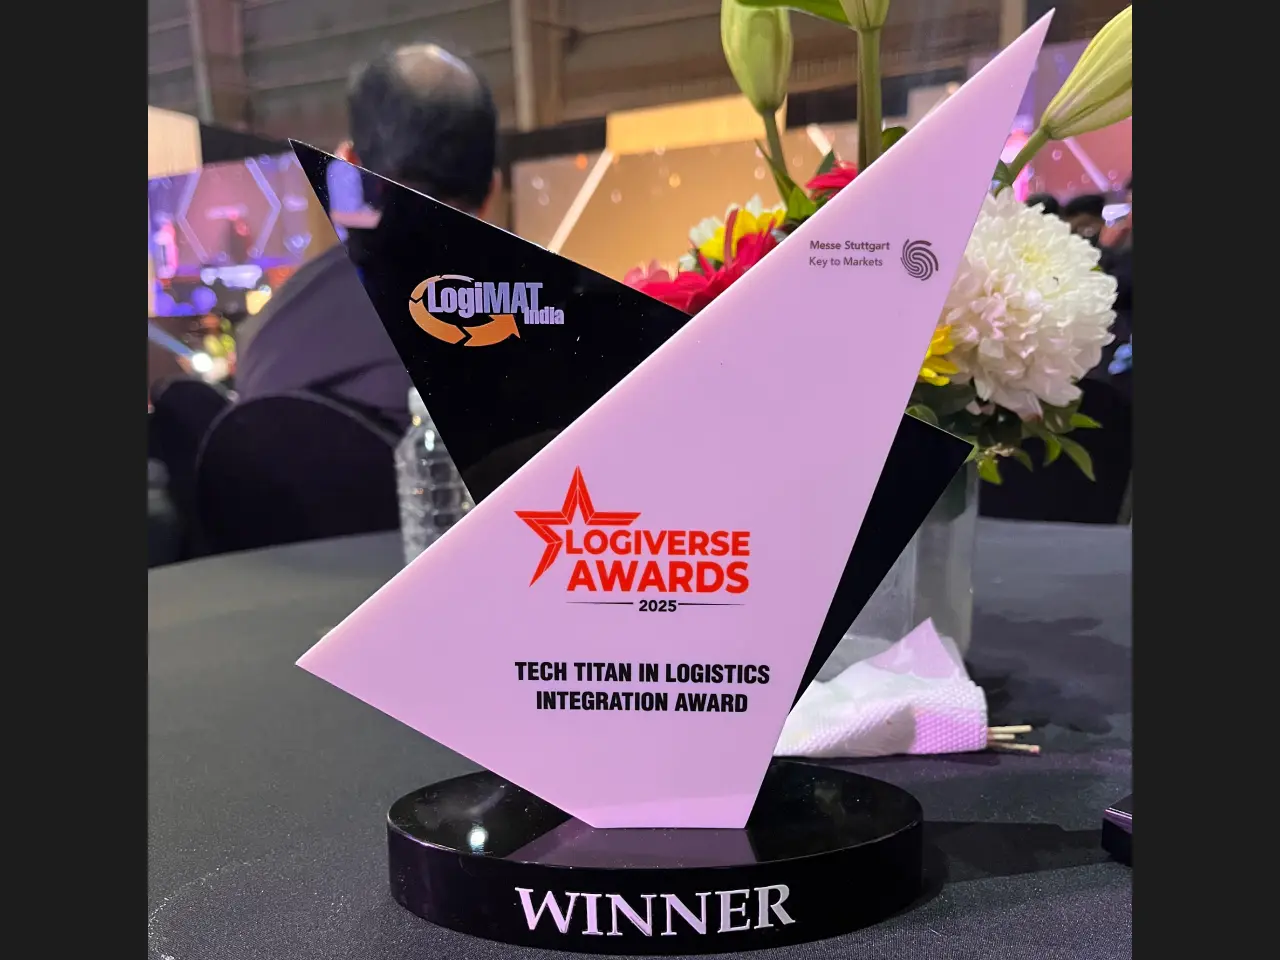 LogiMAT
India
Messe Stuttgart
Key to Markets
LOGIVERSE
AWARDS
2025
TECH TITAN IN LOGISTICS
INTEGRATION AWARD
WINNER